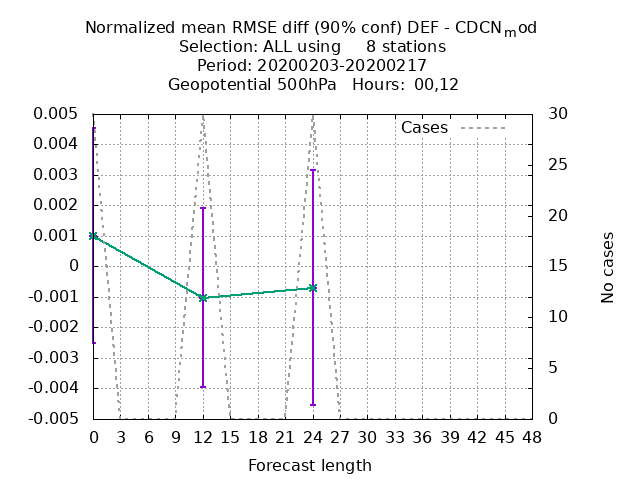 Normalized mean RMSE diff (90% conf) DEF - CDCNmod
Selection: ALL using 8 stations
Period: 20200203-20200217
Geopotential 500hPa Hours: 00,12
Cases
0.005
0.004
0.003
0.002
0.001
0
-0.001
-0.002
-0.003
-0.004
-0.005
30
25
20
15
10
5
0
No cases
0 3 6 9 12 15 18 21 24 27 30 33 36 39 42 45 48
Forecast length